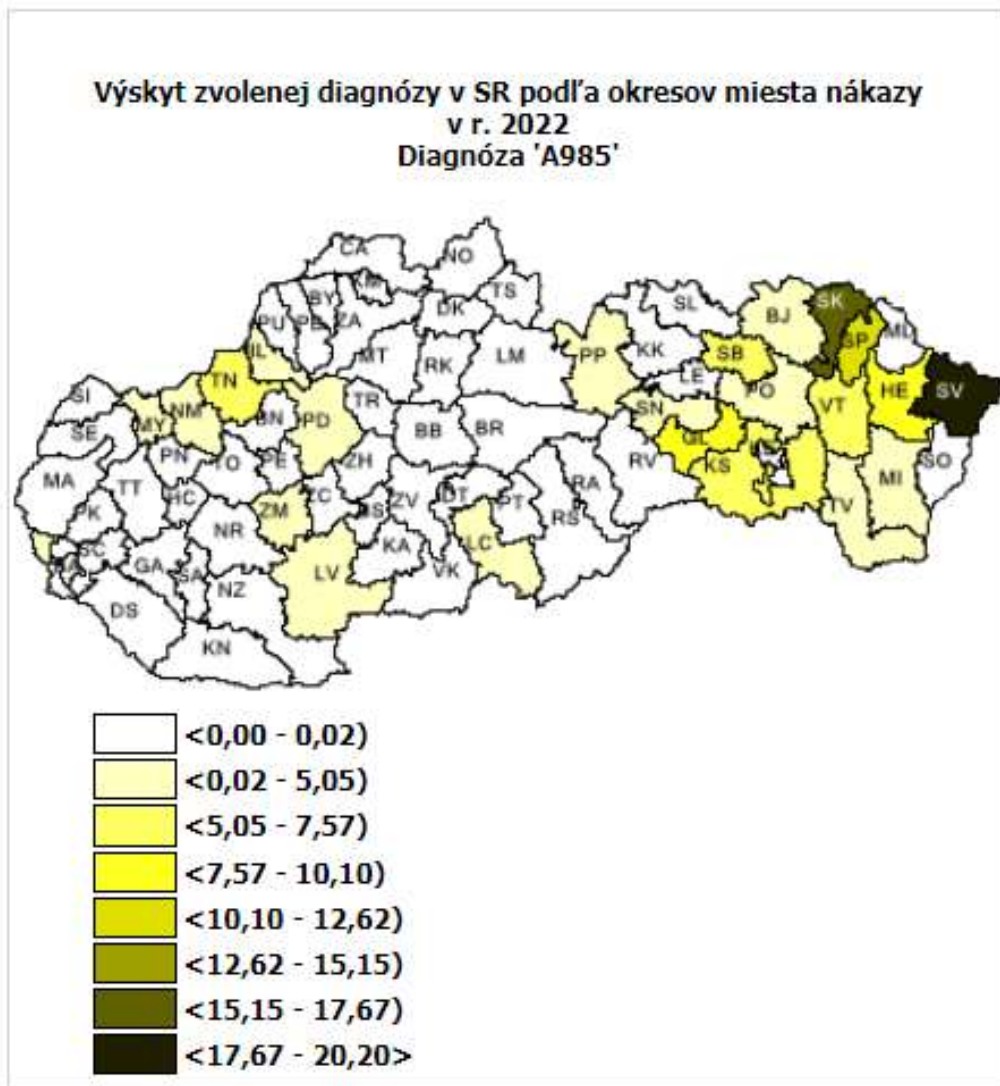 Výskyt zvolenej diagnózy v SR podľa okresov miesta nákazy
v r. 2022
Diagnóza 'A985'
CA
NO
KM
BY
TS
SL
PU
PB
ZA
DK
BJ
SK
ML
SP
IL
MT
RK
LM
PP
KK
SB
TN
LE
HE
SV
SI
NM
BN
PD
TR
SN
PO
VT
MY
SE
BB
BR
GL
PN
TO
PE
ZH
RV
KS
SO
MA
TT
HC
ZC
ZV
DT
PT
RA
MI
PK
ZM
BS
RS
TV
NR
KA
LC
SC
GA
SA
LV
VK
NZ
DS
KN
<0,00 - 0,02)
<0,02 - 5,05)
<5,05 - 7,57)
<7,57 - 10,10)
<10,10 - 12,62)
<12,62 - 15,15)
<15,15 - 17,67)
<17,67 - 20,20>